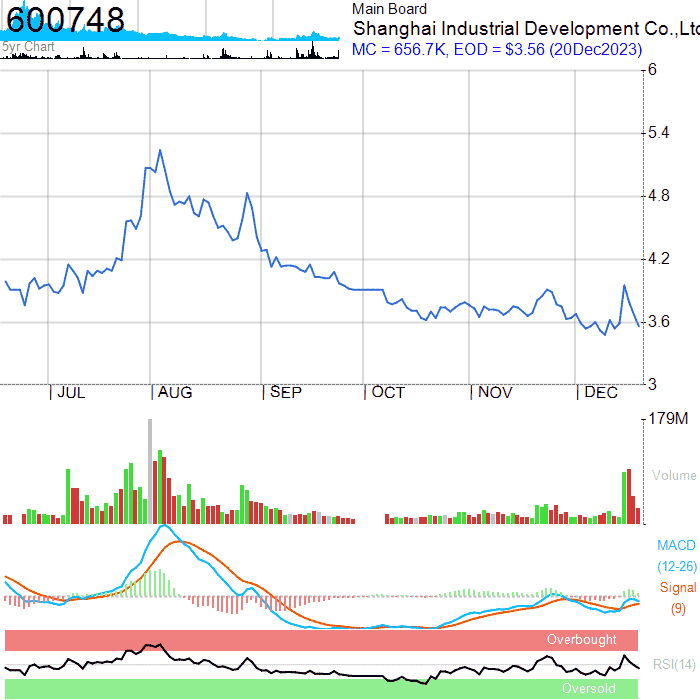 600748
5yr Chart
Main Board
Shanghai Industrial Development Co.,Ltd
MC = 656.7K, EOD = $3.56 (20Dec2023)
6
5.4
4.8
4.2
3.6
3
JUL AUG SEP OCT NOV DEC
179M
Volume
MACD
(12-26)
Signal
(9)
Overbought
RSI(14)
Oversold